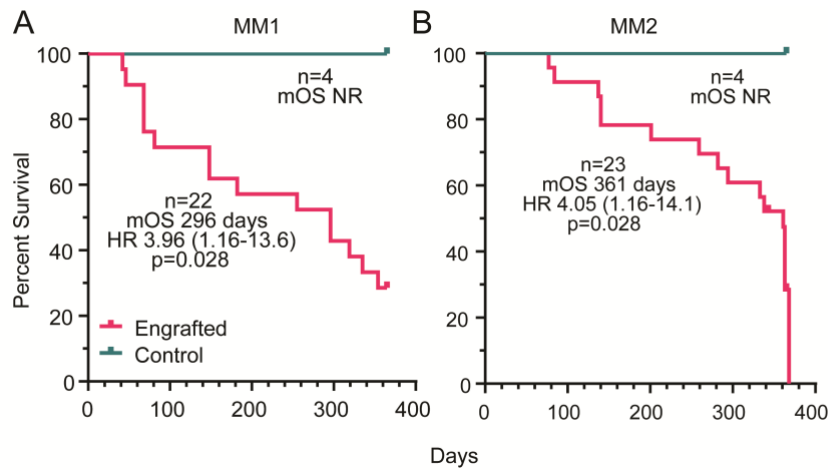 A
MM1
Percent Survival
100
80
60
40
20
0
n=4
mOS NR
n=22
mOS 296 days
HR 3.96 (1.16-13.6)
p=0.028
Engrafted
Control
0
100
200
300
400
B
MM2
100
80
60
40
20
0
n=4
mOS NR
n=23
mOS 361 days
HR 4.05 (1.16-14.1)
p=0.028
0
100
200
300
400
Days